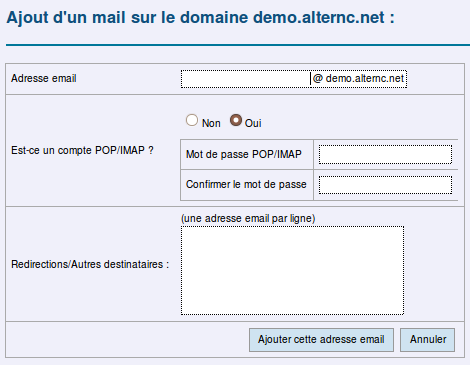 Ajout d'un mail sur le domaine demo.alternc.net :
Adresse email
@ demo.alternc.net
Est-ce un compte POP/IMAP ?
Non Oui
Mot de passe POP/IMAP
Confirmer le mot de passe
(une adresse email par ligne)
Redirections/Autres destinataires :
Ajouter cette adresse email Annuler